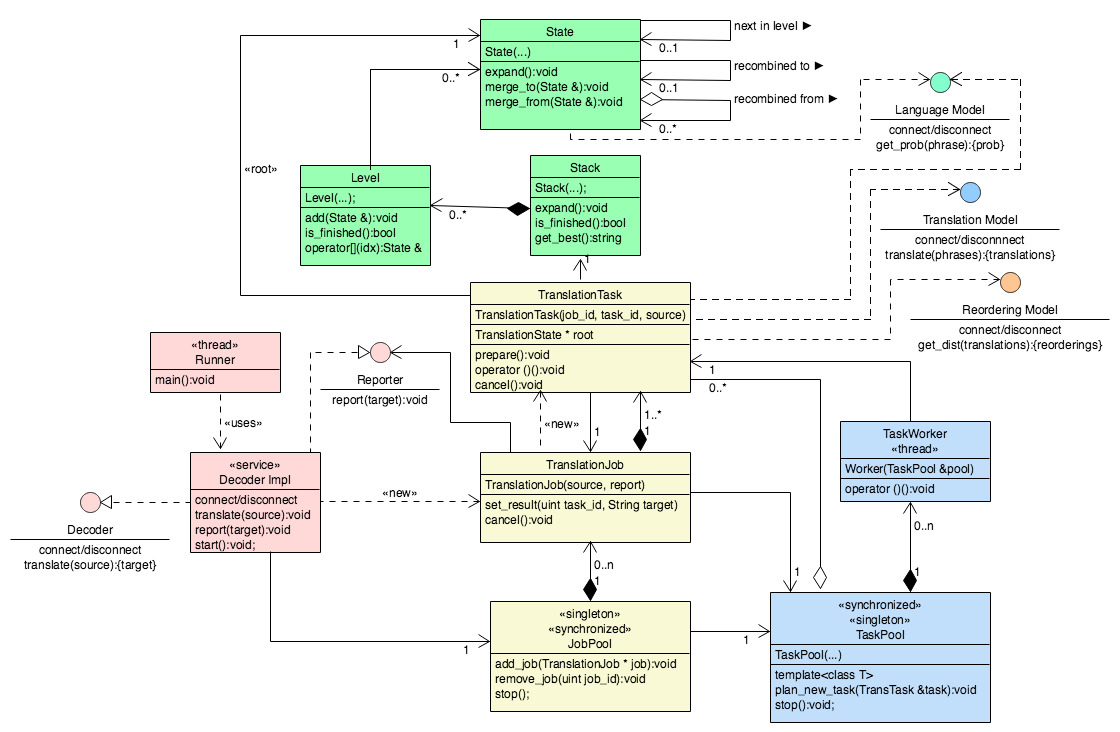 State
State(...)
expand():void
merge_to(State &):void
merge_from(State &):void
next in level ►
0..1
recombined to ►
0..1
recombined from ►
0..*
1
0..*
Language Model
connect/disconnect
get_prob(phrase):{prob}
«root»
Level
Level(...);
add(State &):void
is_finished():bool
operator[](idx):State &
0..*
Stack
Stack(...);
expand():void
is_finished():bool
get_best():string
1
Translation Model
connect/disconnnect
translate(phrases):{translations}
Reordering Model
connect/disconnect
get_dist(translations):{reorderings}
TranslationTask
TranslationTask(job_id, task_id, source)
TranslationState * root
prepare():void
operator ()():void
cancel():void
1
0..*
«thread»
Runner
main():void
«uses»
Reporter
report(target):void
«new»
1
1..*
1
TaskWorker
«thread»
Worker(TaskPool &pool)
operator ()():void
0..n
1
«service»
Decoder Impl
connect/disconnect
translate(source):void
report(target):void
start():void;
«new»
Decoder
connect/disconnect
translate(source):{target}
TranslationJob
TranslationJob(source, report)
set_result(uint task_id, String target)
cancel():void
0..n
1
1
1
1
«singleton»
«synchronized»
JobPool
add_job(TranslationJob * job):void
remove_job(uint job_id):void
stop();
«synchronized»
«singleton»
TaskPool
TaskPool(...)
template<class T>
plan_new_task(TransTask &task):void
stop():void;